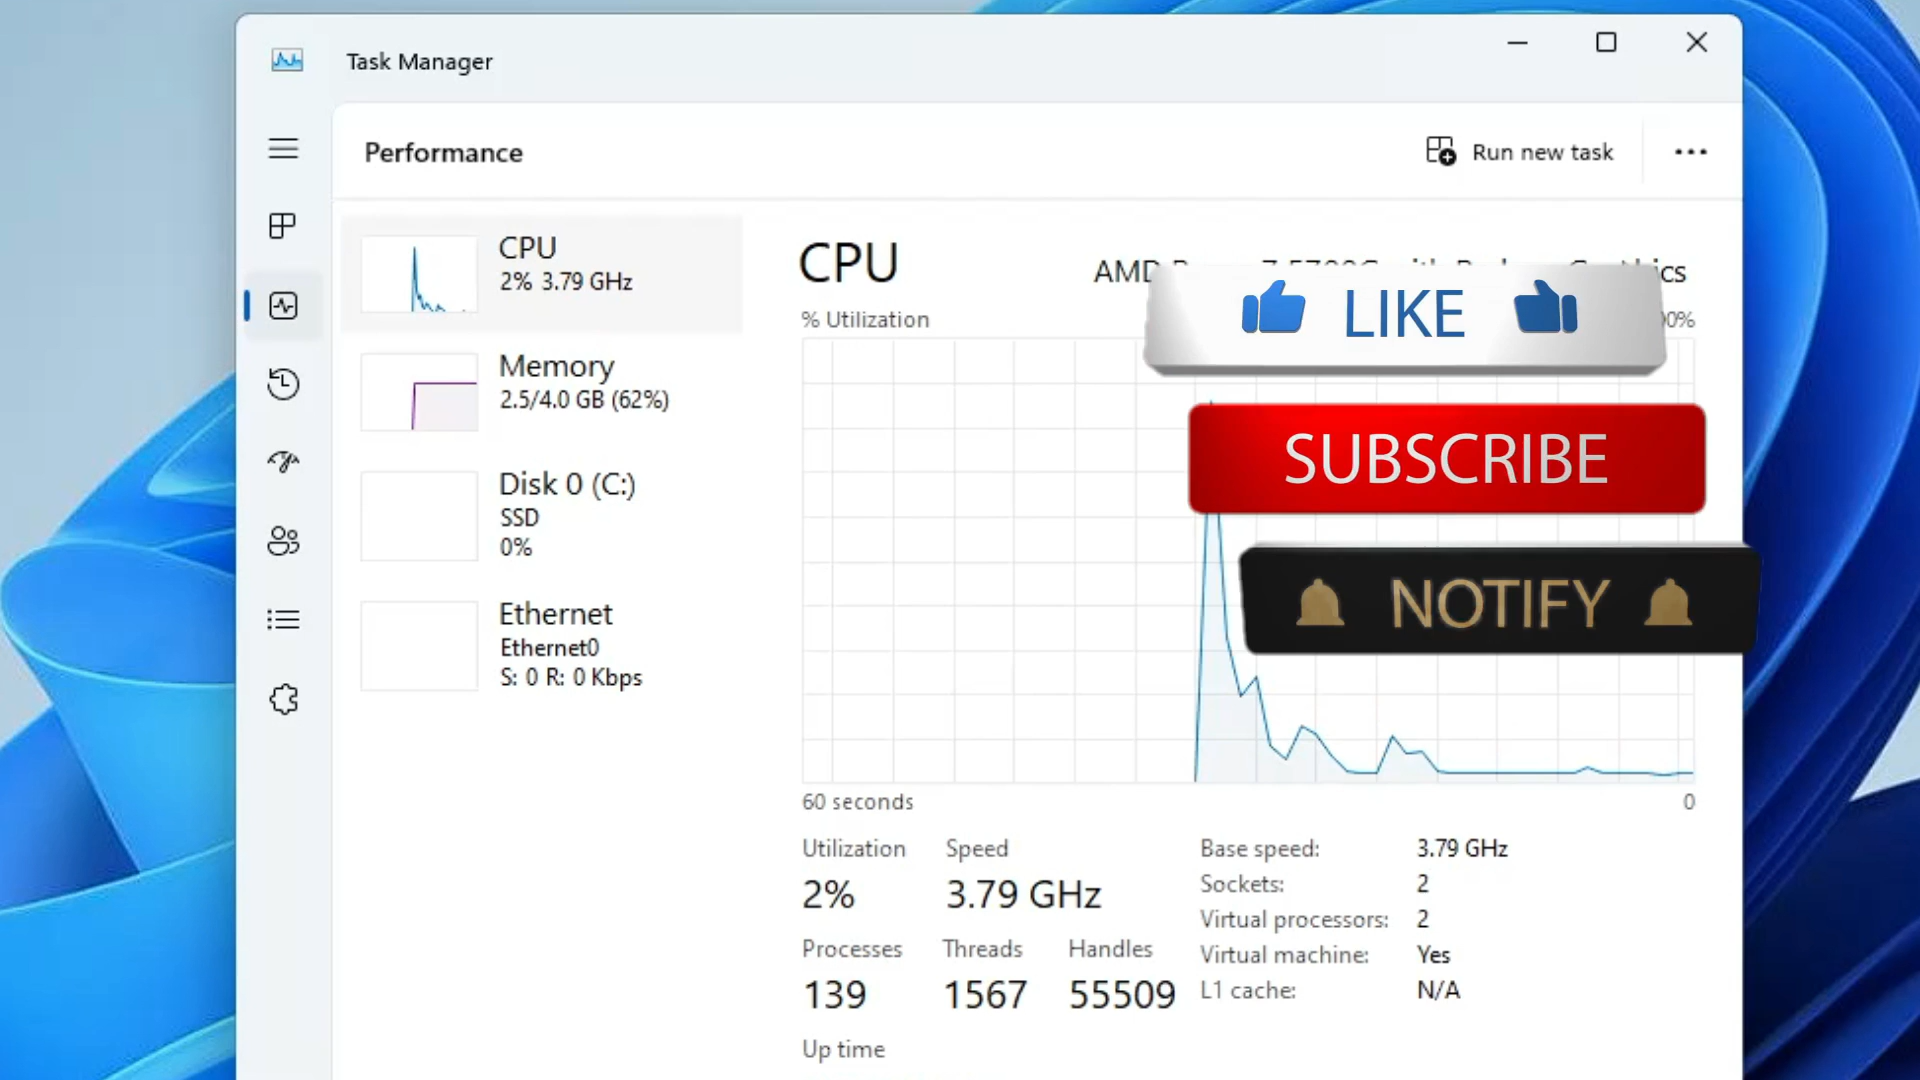 Task Manager
Performance
Run new task
CPU
2% 3.79 GHz
Memory
2.5/4.0 GB (62%)
Disk 0 (C:)
SSD
0%
Ethernet
Ethernet0
S: 0 R: 0 Kbps
CPU
AMD
% Utilization
LIKE
SUBSCRIBE
NOTIFY
60 seconds
0
Utilization
Speed
2%
3.79 GHz
Processes
Threads
Handles
139
1567
55509
Up time
Base speed:
3.79 GHz
Sockets:
2
Virtual processors:
2
Virtual machine:
Yes
L1 cache:
N/A